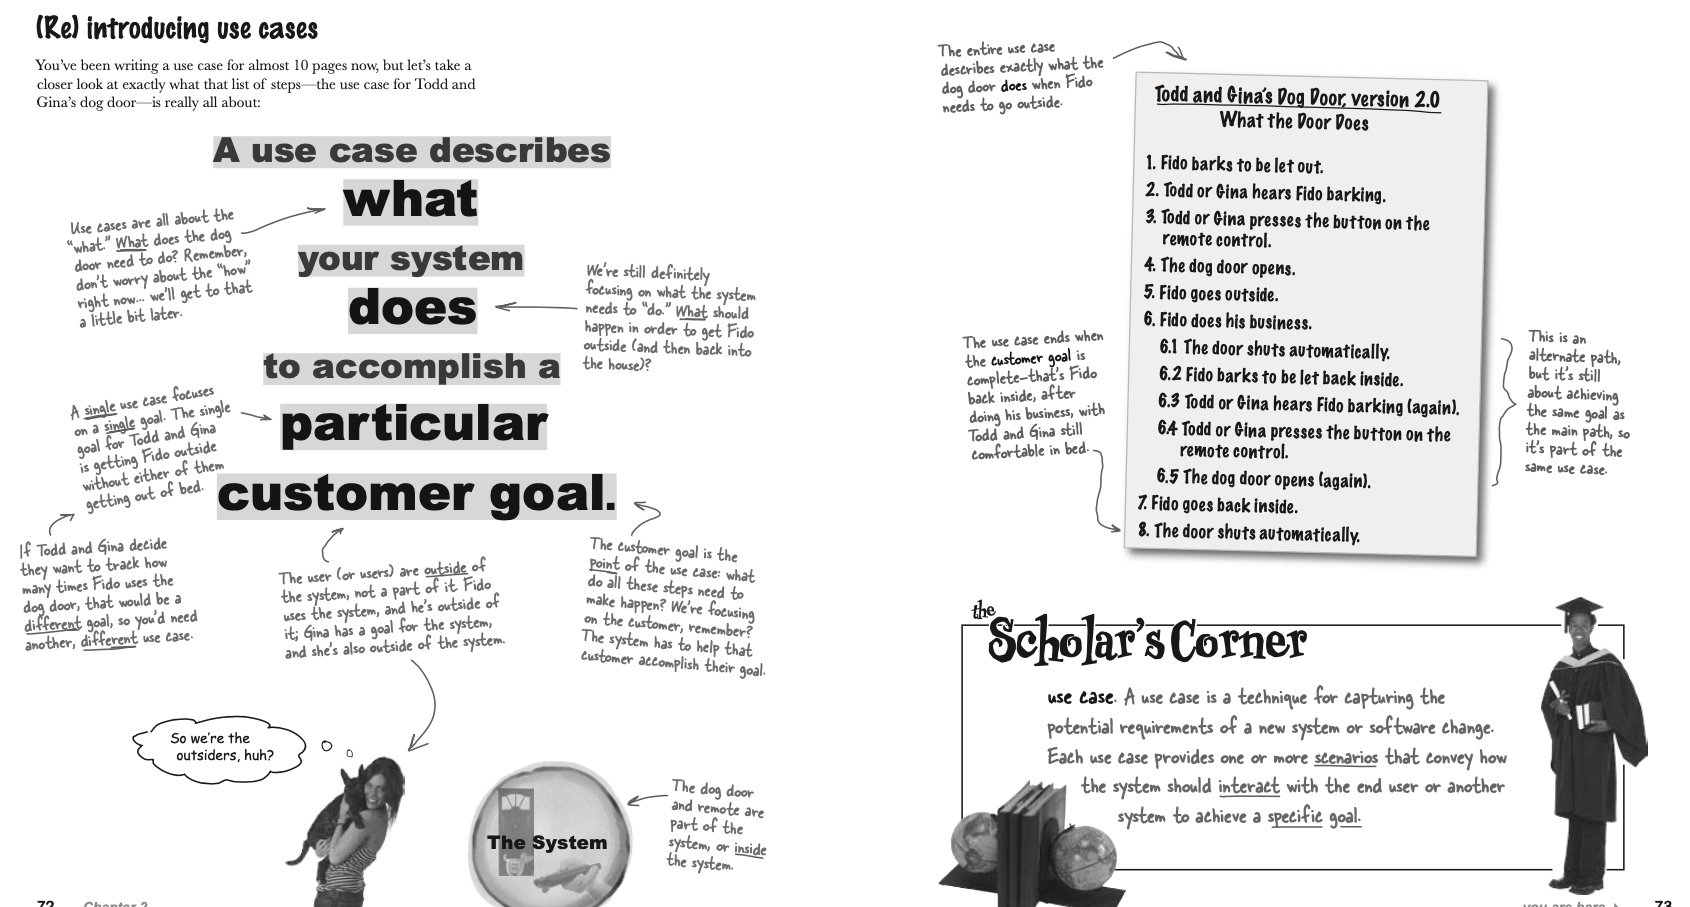 (Re) introducing use cases
You've been writing a use case for almost 10 pages now, but let's take a
closer look at exactly what that list of steps—the use case for Todd and
Gina's dog door—is really all about:
A use case describes
what
your system
does
to accomplish a
particular
customer goal.
Use cases are all about the
"what." What does the dog
door need to do? Remember,
don't worry about the "how"
right now... we'll get to that
a little bit later.
We're still definitely
focusing on what the system
needs to "do." What should
happen in order to get Fido
outside (and then back into
the house)?
A single use case focuses
on a single goal. The single
goal for Todd and Gina
is getting Fido outside
without either of them
getting out of bed.
If Todd and Gina decide
they want to track how
many times Fido uses the
dog door, that would be a
different goal, so you'd need
another, different use case.
The user (or users) are outside of
the system, not a part of it. Fido
uses the system, and he's outside of
it; Gina has a goal for the system,
and she's also outside of the system.
The customer goal is the
point of the use case: what
do all these steps need to
make happen? We're focusing
on the customer, remember?
The system has to help that
customer accomplish their goal.
So we're the
outsiders, huh?
The System
The dog door
and remote are
part of the
system, or inside
the system.
72 Chapter 2
The entire use case
describes exactly what the
dog door does when Fido
needs to go outside.
Todd and Gina's Dog Door, version 2.0
What the Door Does
1. Fido barks to be let out.
2. Todd or Gina hears Fido barking.
3. Todd or Gina presses the button on the
remote control.
4. The dog door opens.
5. Fido goes outside.
6. Fido does his business.
6.1 The door shuts automatically.
6.2 Fido barks to be let back inside.
6.3 Todd or Gina hears Fido barking (again).
6.4 Todd or Gina presses the button on the
remote control.
6.5 The dog door opens (again).
7. Fido goes back inside.
8. The door shuts automatically.
The use case ends when
the customer goal is
complete—that's Fido
back inside, after
doing his business, with
Todd and Gina still
comfortable in bed.
This is an
alternate path,
but it's still
about achieving
the same goal as
the main path, so
it's part of the
same use case.
the
Scholar's Corner
use case. A use case is a technique for capturing the
potential requirements of a new system or software change.
Each use case provides one or more scenarios that convey how
the system should interact with the end user or another
system to achieve a specific goal.
you are here 73